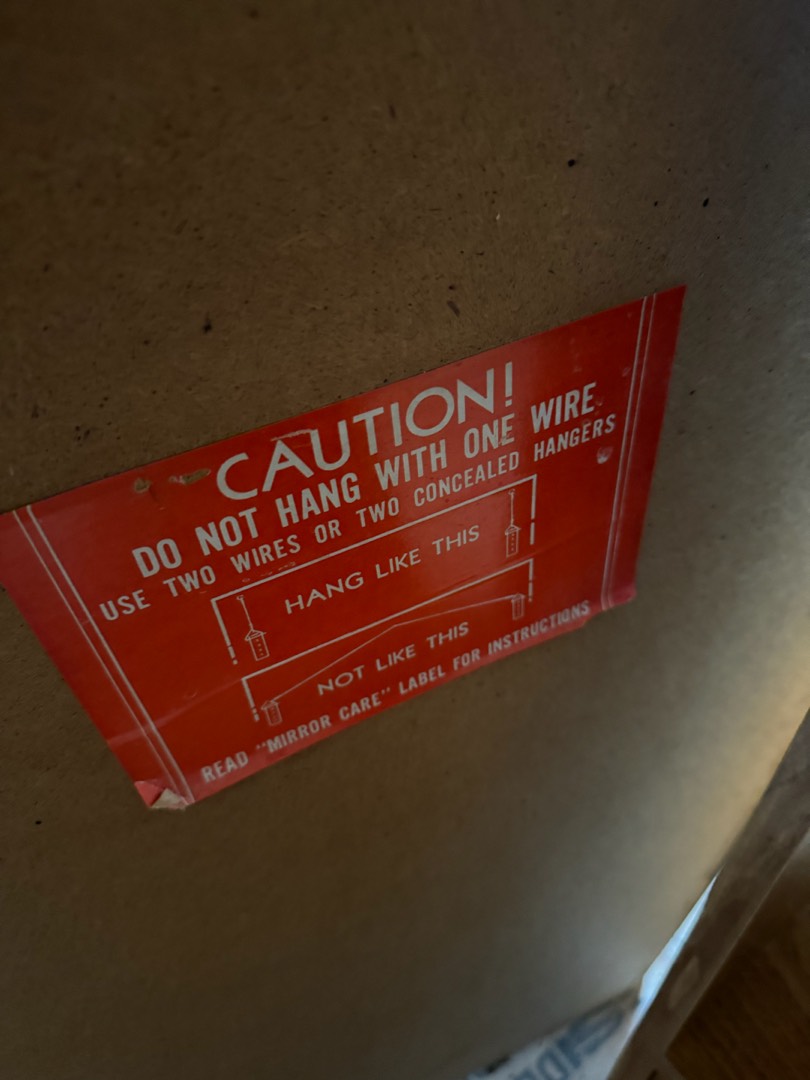 CAUTION!
DO NOT HANG WITH ONE WIRE
USE TWO WIRES OR TWO CONCEALED HANGERS
HANG LIKE THIS
NOT LIKE THIS
READ "MIRROR CARE" LABEL FOR INSTRUCTIONS